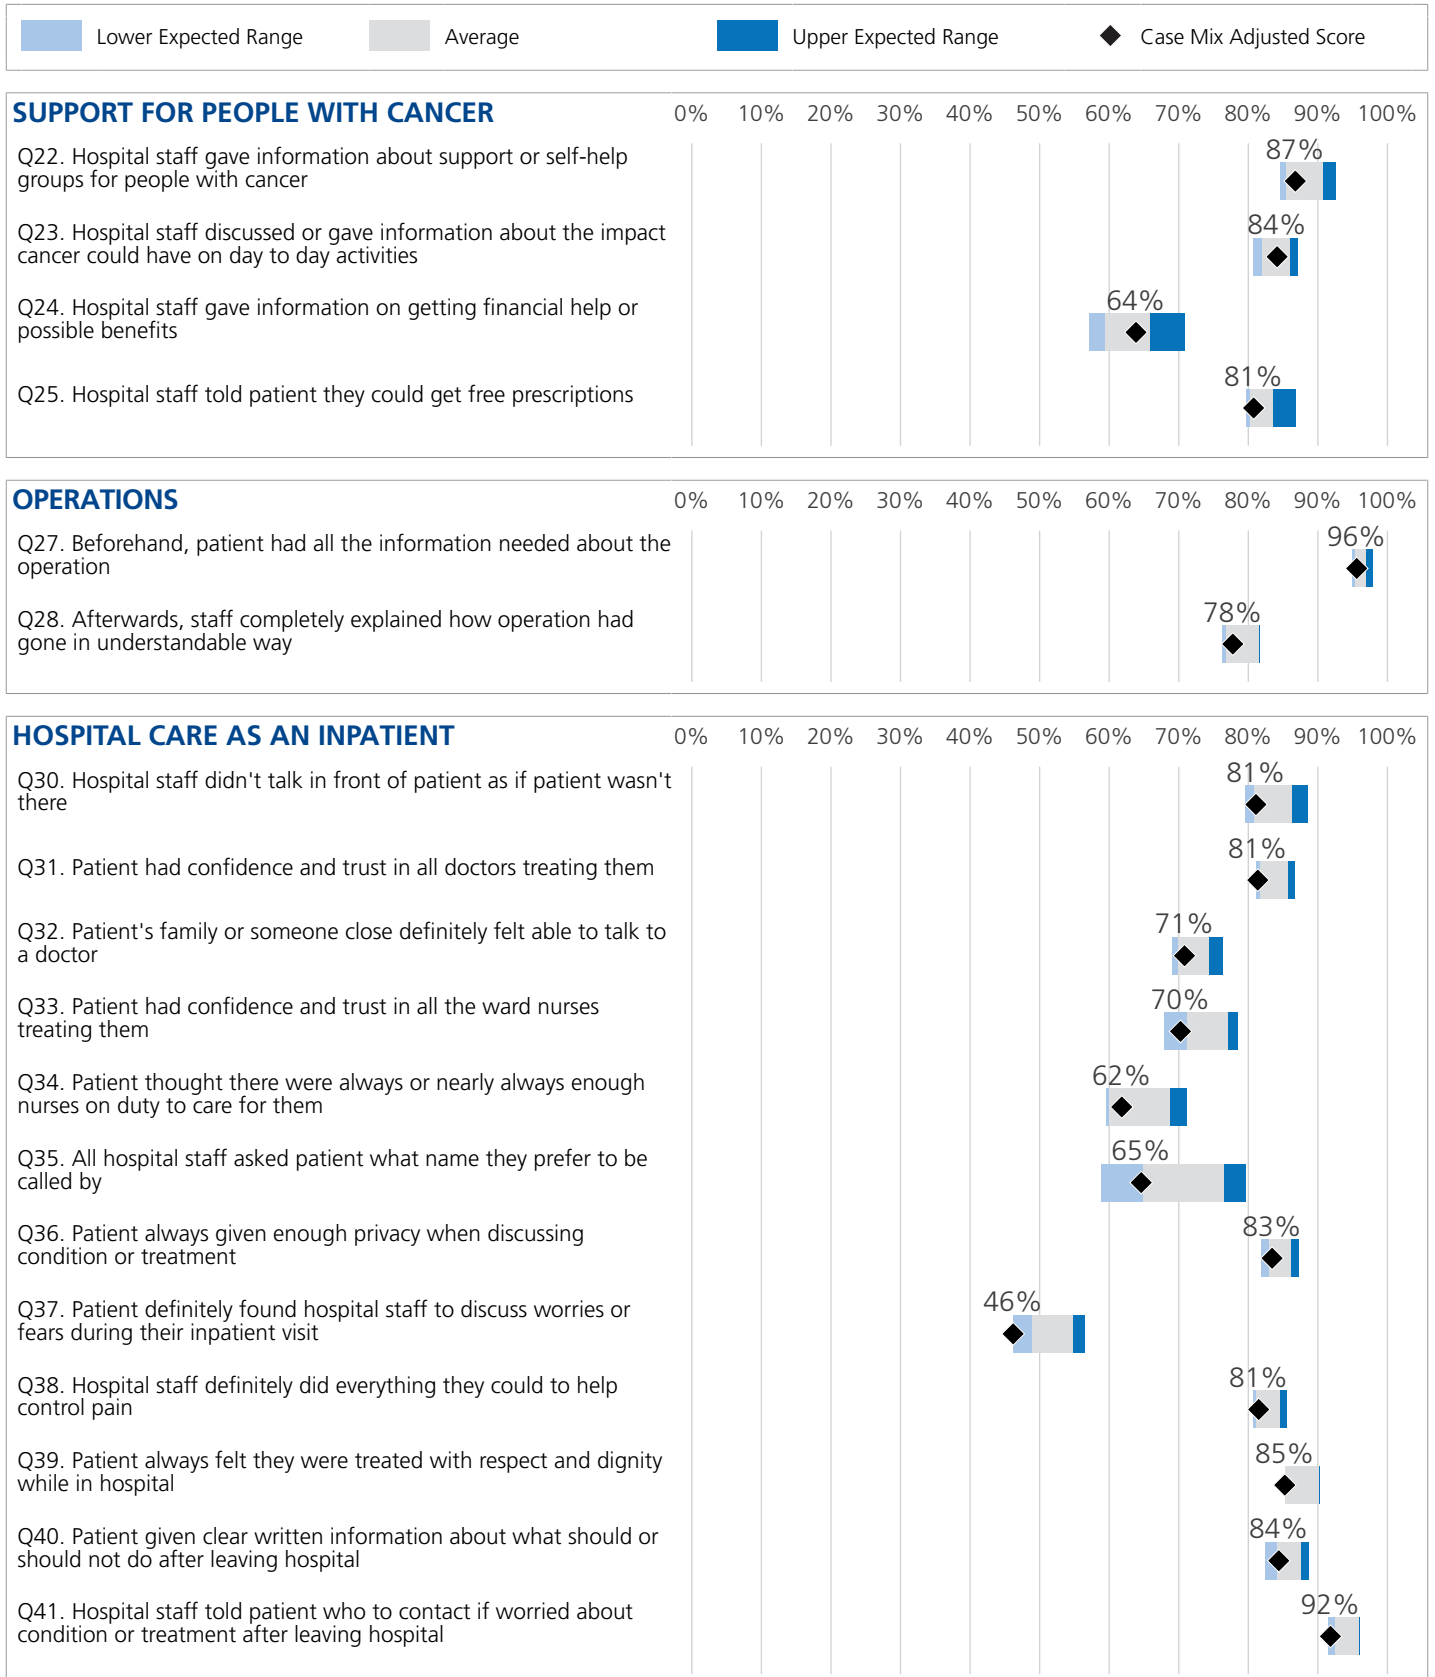 Lower Expected Range Average Upper Expected Range Case Mix Adjusted Score
SUPPORT FOR PEOPLE WITH CANCER 0% 10% 20% 30% 40% 50% 60% 70% 80% 90% 100%
87%
Q22. Hospital staff gave information about support or self-help
groups for people with cancer
84%
Q23. Hospital staff discussed or gave information about the impact
cancer could have on day to day activities
64%
Q24. Hospital staff gave information on getting financial help or
possible benefits
81%
Q25. Hospital staff told patient they could get free prescriptions
OPERATIONS 0% 10% 20% 30% 40% 50% 60% 70% 80% 90% 100%
96%
Q27. Beforehand, patient had all the information needed about the
operation
78%
Q28. Afterwards, staff completely explained how operation had
gone in understandable way
HOSPITAL CARE AS AN INPATIENT 0% 10% 20% 30% 40% 50% 60% 70% 80% 90% 100%
81%
Q30. Hospital staff didn't talk in front of patient as if patient wasn't
there
81%
Q31. Patient had confidence and trust in all doctors treating them
71%
Q32. Patient's family or someone close definitely felt able to talk to
a doctor
70%
Q33. Patient had confidence and trust in all the ward nurses
treating them
62%
Q34. Patient thought there were always or nearly always enough
nurses on duty to care for them
65%
Q35. All hospital staff asked patient what name they prefer to be
called by
83%
Q36. Patient always given enough privacy when discussing
condition or treatment
46%
Q37. Patient definitely found hospital staff to discuss worries or
fears during their inpatient visit
81%
Q38. Hospital staff definitely did everything they could to help
control pain
85%
Q39. Patient always felt they were treated with respect and dignity
while in hospital
84%
Q40. Patient given clear written information about what should or
should not do after leaving hospital
92%
Q41. Hospital staff told patient who to contact if worried about
condition or treatment after leaving hospital